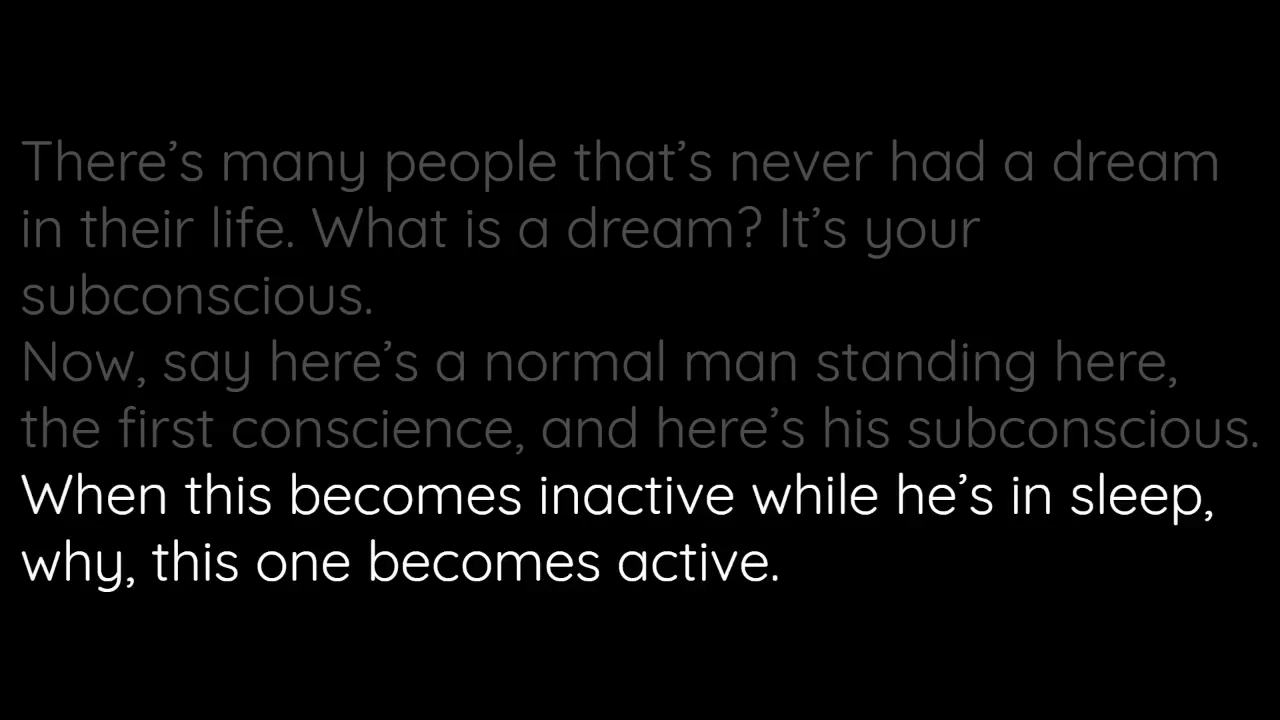 There’s many people that’s never had a dream
in their life. What is a dream? It’s your
subconscious.
Now, say here’s a normal man standing here,
the first conscience, and here’s his subconscious.
When this becomes inactive while he’s in sleep,
why, this one becomes active.